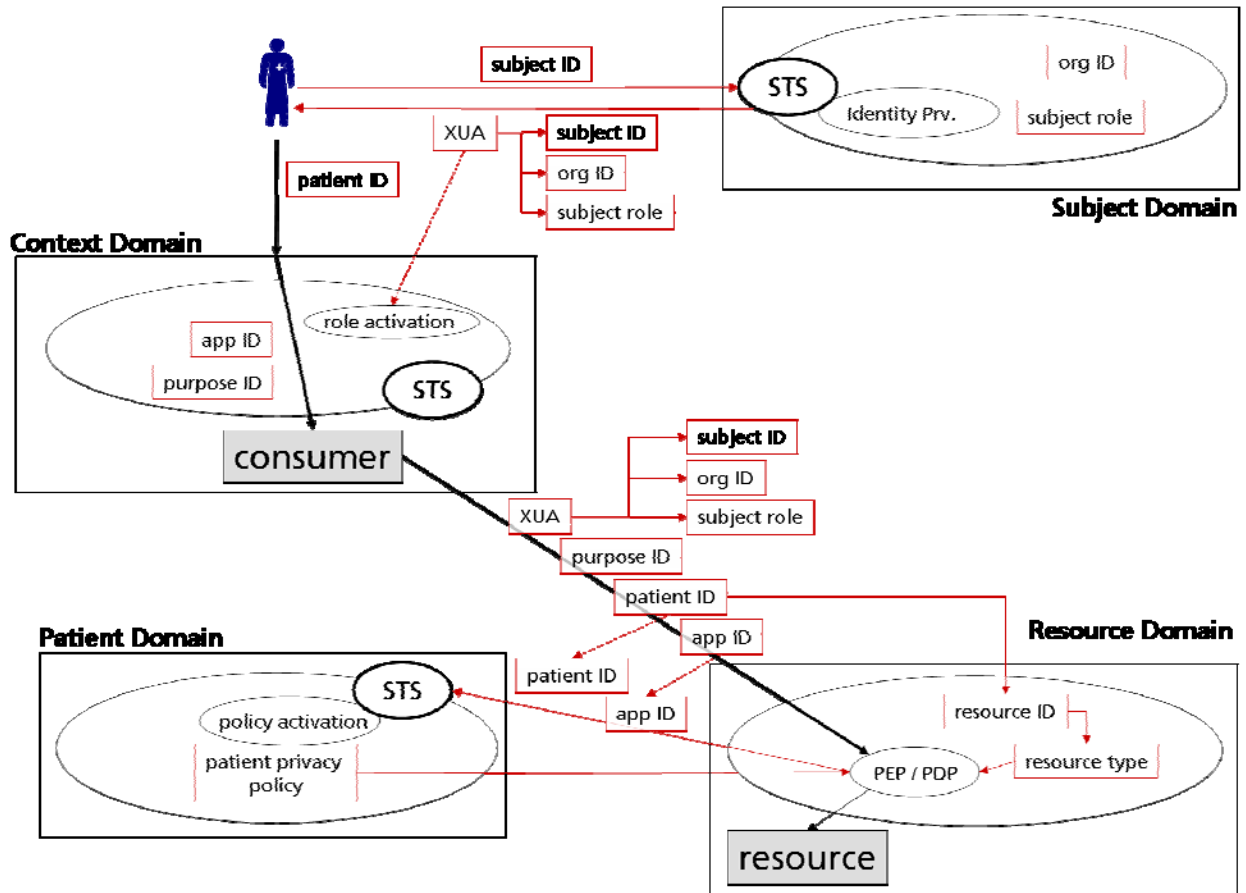 subject ID
STS
org ID
Identity Prv.
subject role
XUA
subject ID
org ID
subject role
patient ID
Subject Domain
Context Domain
role activation
app ID
purpose ID
STS
consumer
subject ID
org ID
XUA
subject role
purpose ID
patient ID
app ID
Patient Domain
Resource Domain
patient ID
STS
app ID
policy activation
resource ID
patient privacy
policy
PEP / PDP
resource type
resource